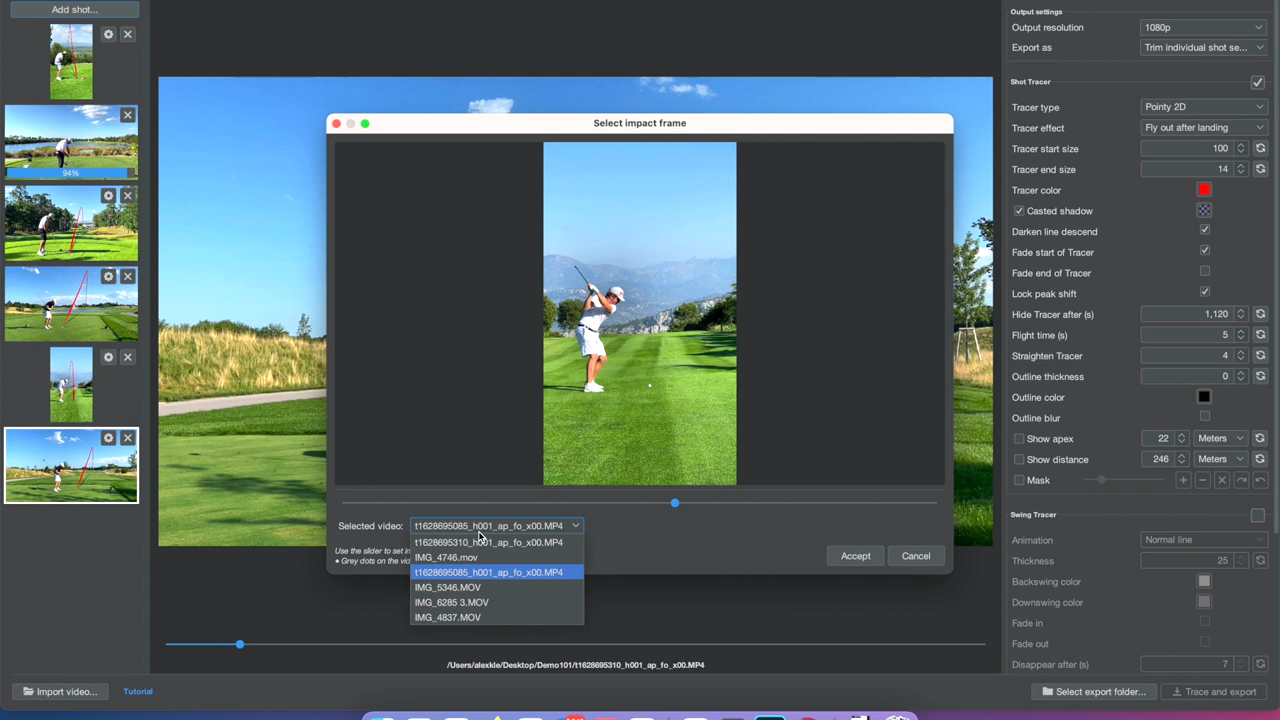 Add shot...
94%
Select impact frame
Selected video:
t1628695085_h001_ap_fo_x00.MP4
t1628695310_h001_ap_fo_x00.MP4
IMG_4746.mov
t1628695085_h001_ap_fo_x00.MP4
IMG_5346.MOV
IMG_6285 3.MOV
IMG_4837.MOV
Use the slider to set in
• Grey dots on the vid
Accept
Cancel
/Users/alexkle/Desktop/Demo101/t1628695310_h001_ap_fo_x00.MP4
Import video...
Tutorial
Output settings
Output resolution 1080p
Export as Trim individual shot se...
Shot Tracer
Tracer type Pointy 2D
Tracer effect Fly out after landing
Tracer start size 100
Tracer end size 14
Tracer color
Casted shadow
Darken line descend
Fade start of Tracer
Fade end of Tracer
Lock peak shift
Hide Tracer after (s) 1,120
Flight time (s) 5
Straighten Tracer 4
Outline thickness 0
Outline color
Outline blur
Show apex 22 Meters
Show distance 246 Meters
Mask
Swing Tracer
Animation Normal line
Thickness 25
Backswing color
Downswing color
Fade in
Fade out
Disappear after (s) 7
Select export folder...
Trace and export